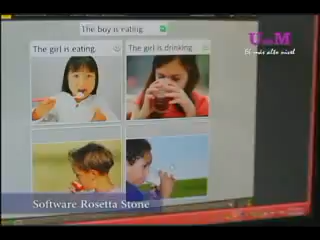 The boy is eating.
U M
El más alto nivel
The girl is eating.
The girl is drinking.
Software Rosetta Stone